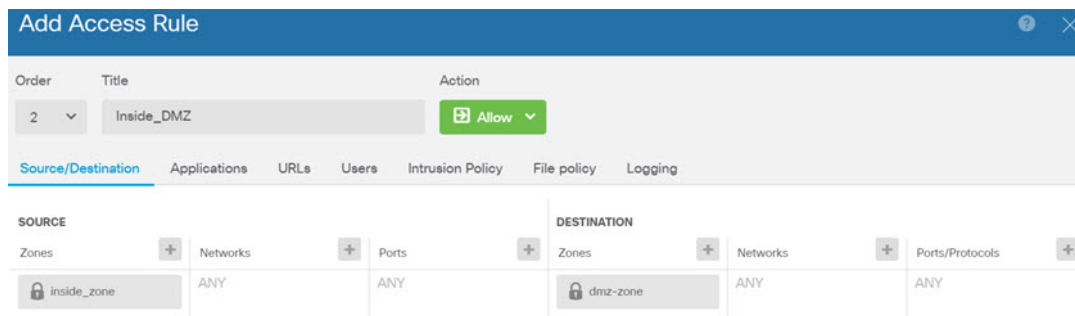 Add Access Rule
Order Title Action
2 Inside_DMZ Allow
Source/Destination Applications URLs Users Intrusion Policy File policy Logging
SOURCE DESTINATION
Zones Networks Ports Zones Networks Ports/Protocols
inside_zone ANY ANY dmz-zone ANY ANY